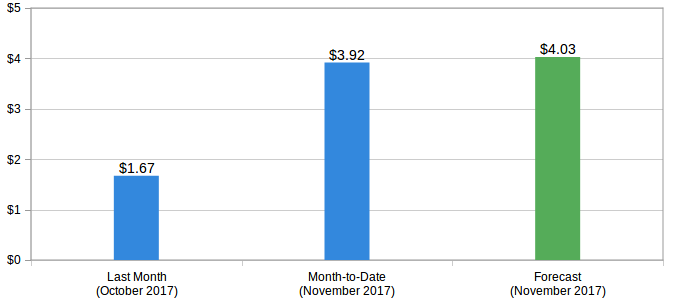 $5
$4
$3
$2
$1
$0
$1.67
$3.92
$4.03
Last Month
(October 2017)
Month-to-Date
(November 2017)
Forecast
(November 2017)